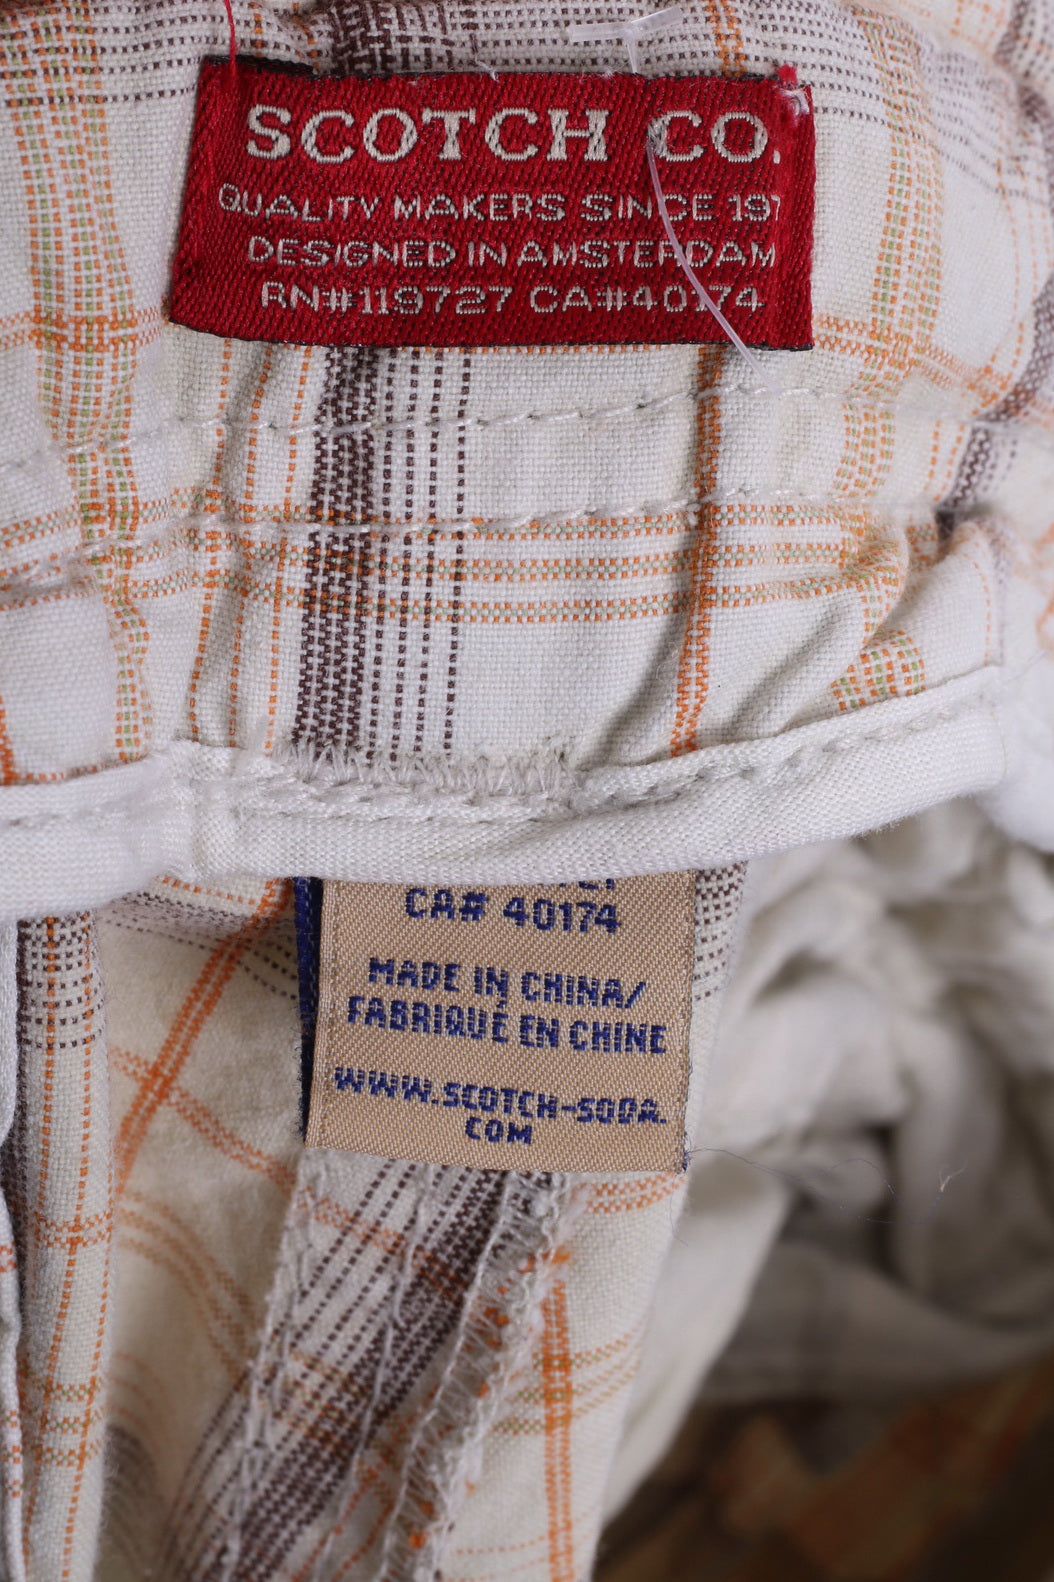 SCOTCH CO.
QUALITY MAKERS SINCE 197
DESIGNED IN AMSTERDAM
RN#119727 CA#40174
CA# 40174
MADE IN CHINA/
FABRIQUÉ EN CHINE
WWW.SCOTCH-SODA.
COM